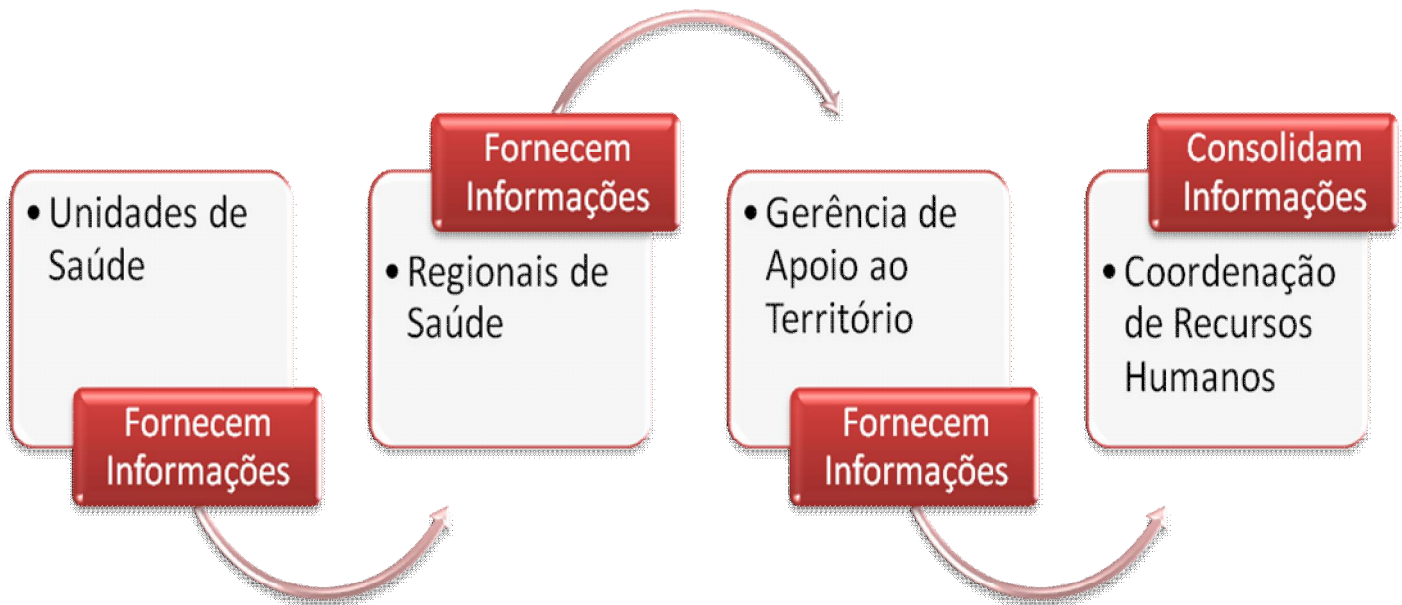 • Unidades de
Saúde
Fornecem
Informações
Fornecem
Informações
• Regionais de
Saúde
• Gerência de
Apoio ao
Território
Fornecem
Informações
Consolidam
Informações
• Coordenação
de Recursos
Humanos